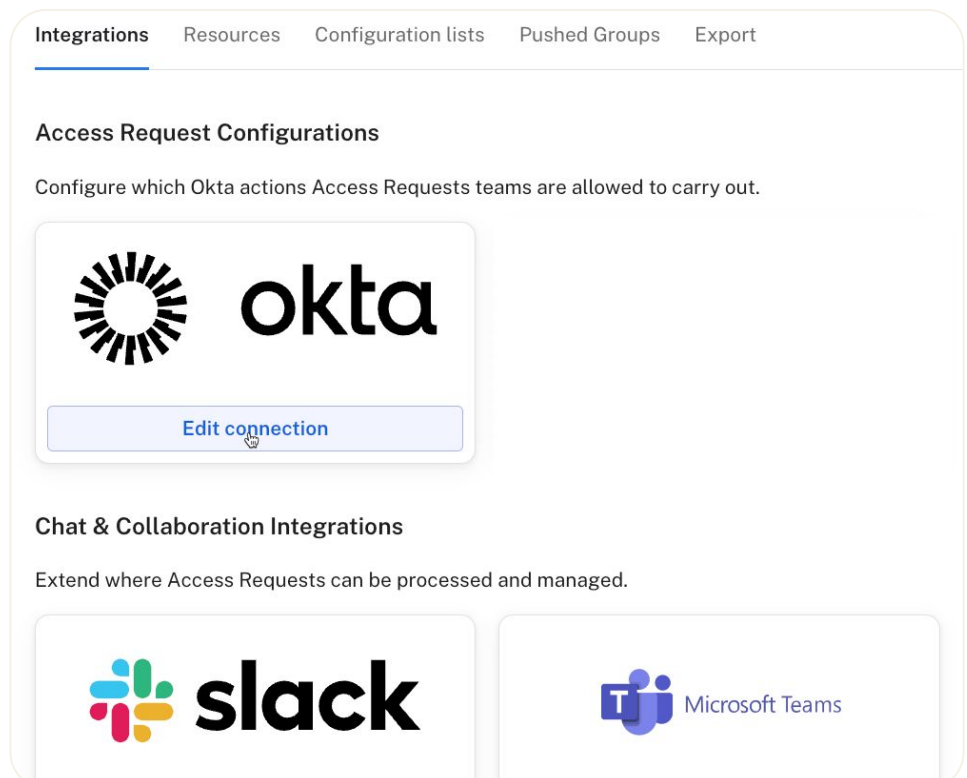 Integrations Resources Configuration lists Pushed Groups Export
Access Request Configurations
Configure which Okta actions Access Requests teams are allowed to carry out.
okta
Edit connection
Chat & Collaboration Integrations
Extend where Access Requests can be processed and managed.
slack
T Microsoft Teams